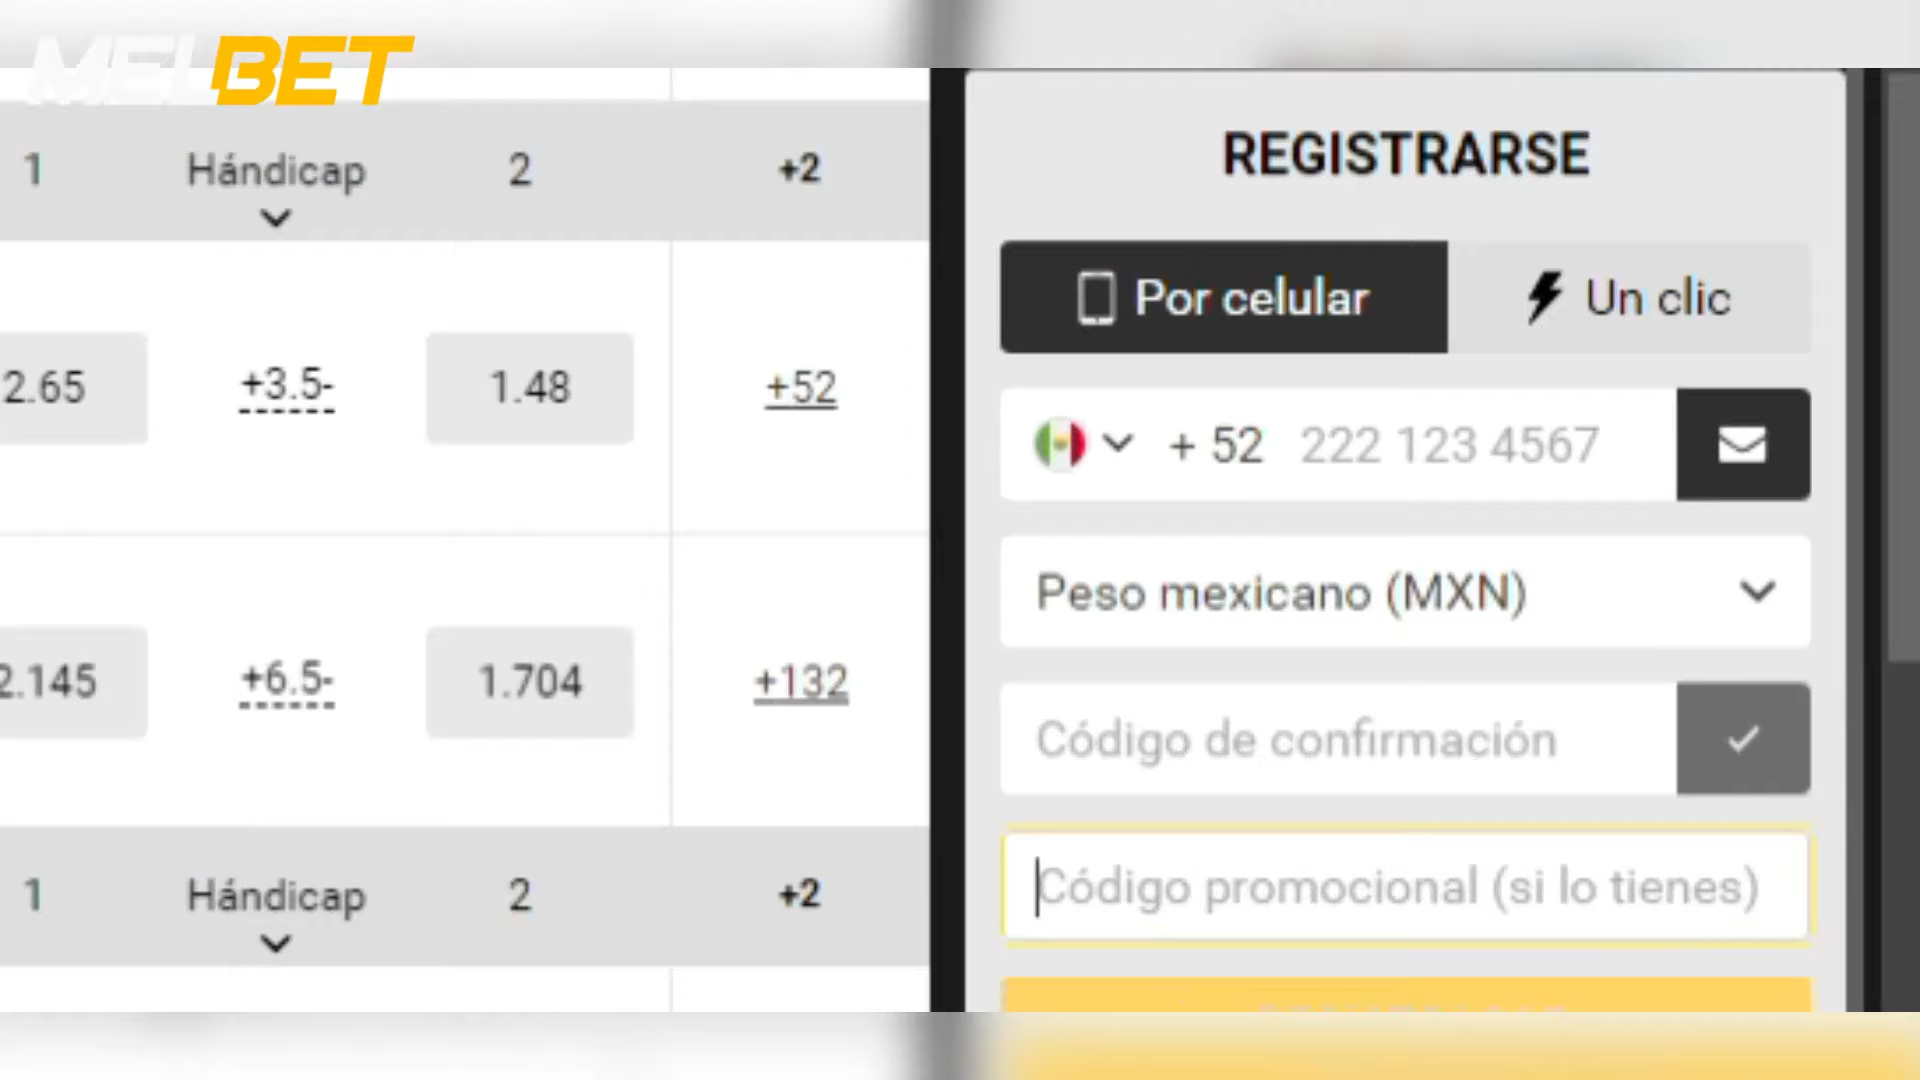 MELBET
1 Hándicap 2 +2
2.65 +3.5- 1.48 +52
2.145 +6.5- 1.704 +132
1 Hándicap 2 +2
REGISTRARSE
Por celular Un clic
+ 52 222 123 4567
Peso mexicano (MXN)
Código de confirmación
Código promocional (si lo tienes)